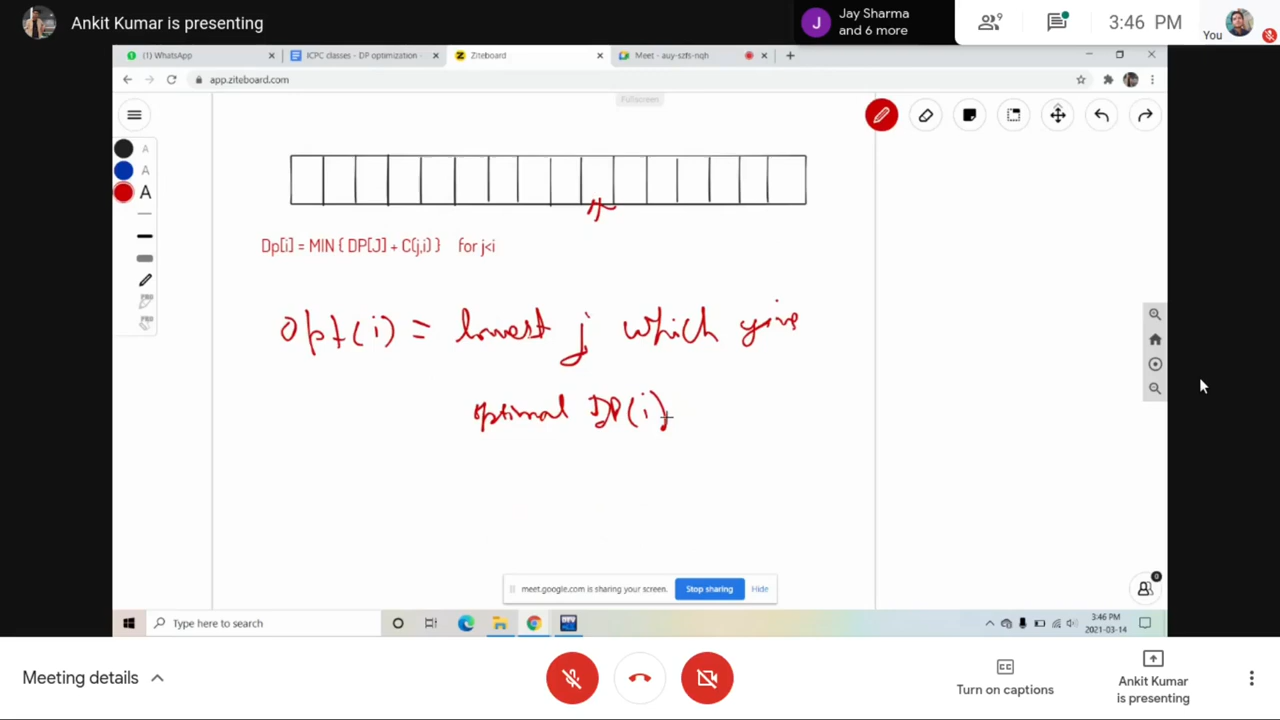 Ankit Kumar is presenting
J
Jay Sharma
and 6 more
3:46 PM
You
(1) WhatsApp
ICPC classes - DP optimization -
Ziteboard
Meet - auy-szfs-nqh
app.ziteboard.com
Fullscreen
A
A
A
Dp[i] = MIN { DP[J] + C(j,i) } for j<i
opt(i) = lowest j which give
optimal DP(i)
meet.google.com is sharing your screen.
Stop sharing
Hide
0
Type here to search
3:46 PM
2021-03-14
Meeting details
Turn on captions
Ankit Kumar
is presenting